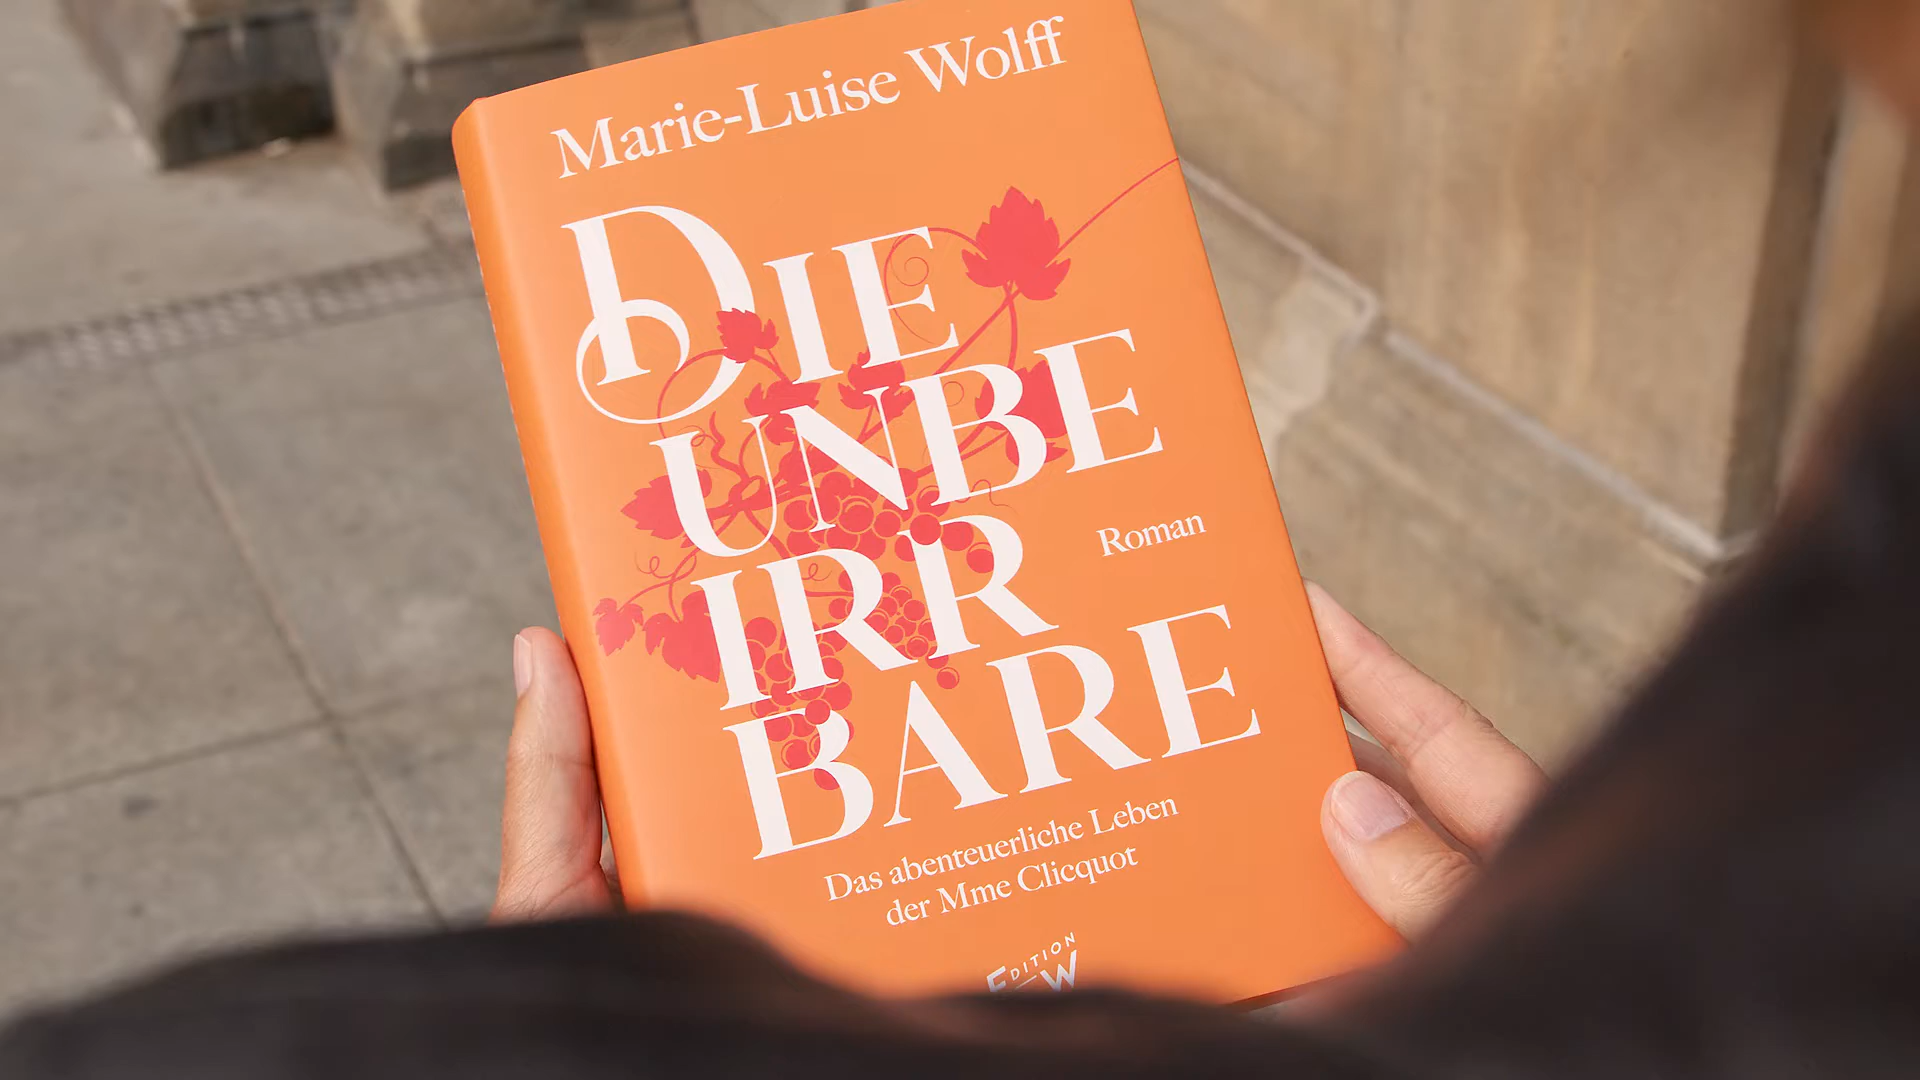 Marie-Luise Wolff
DIE
UNBE
IRR
BARE
Roman
Das abenteuerliche Leben
der Mme Clicquot
EDITION
W